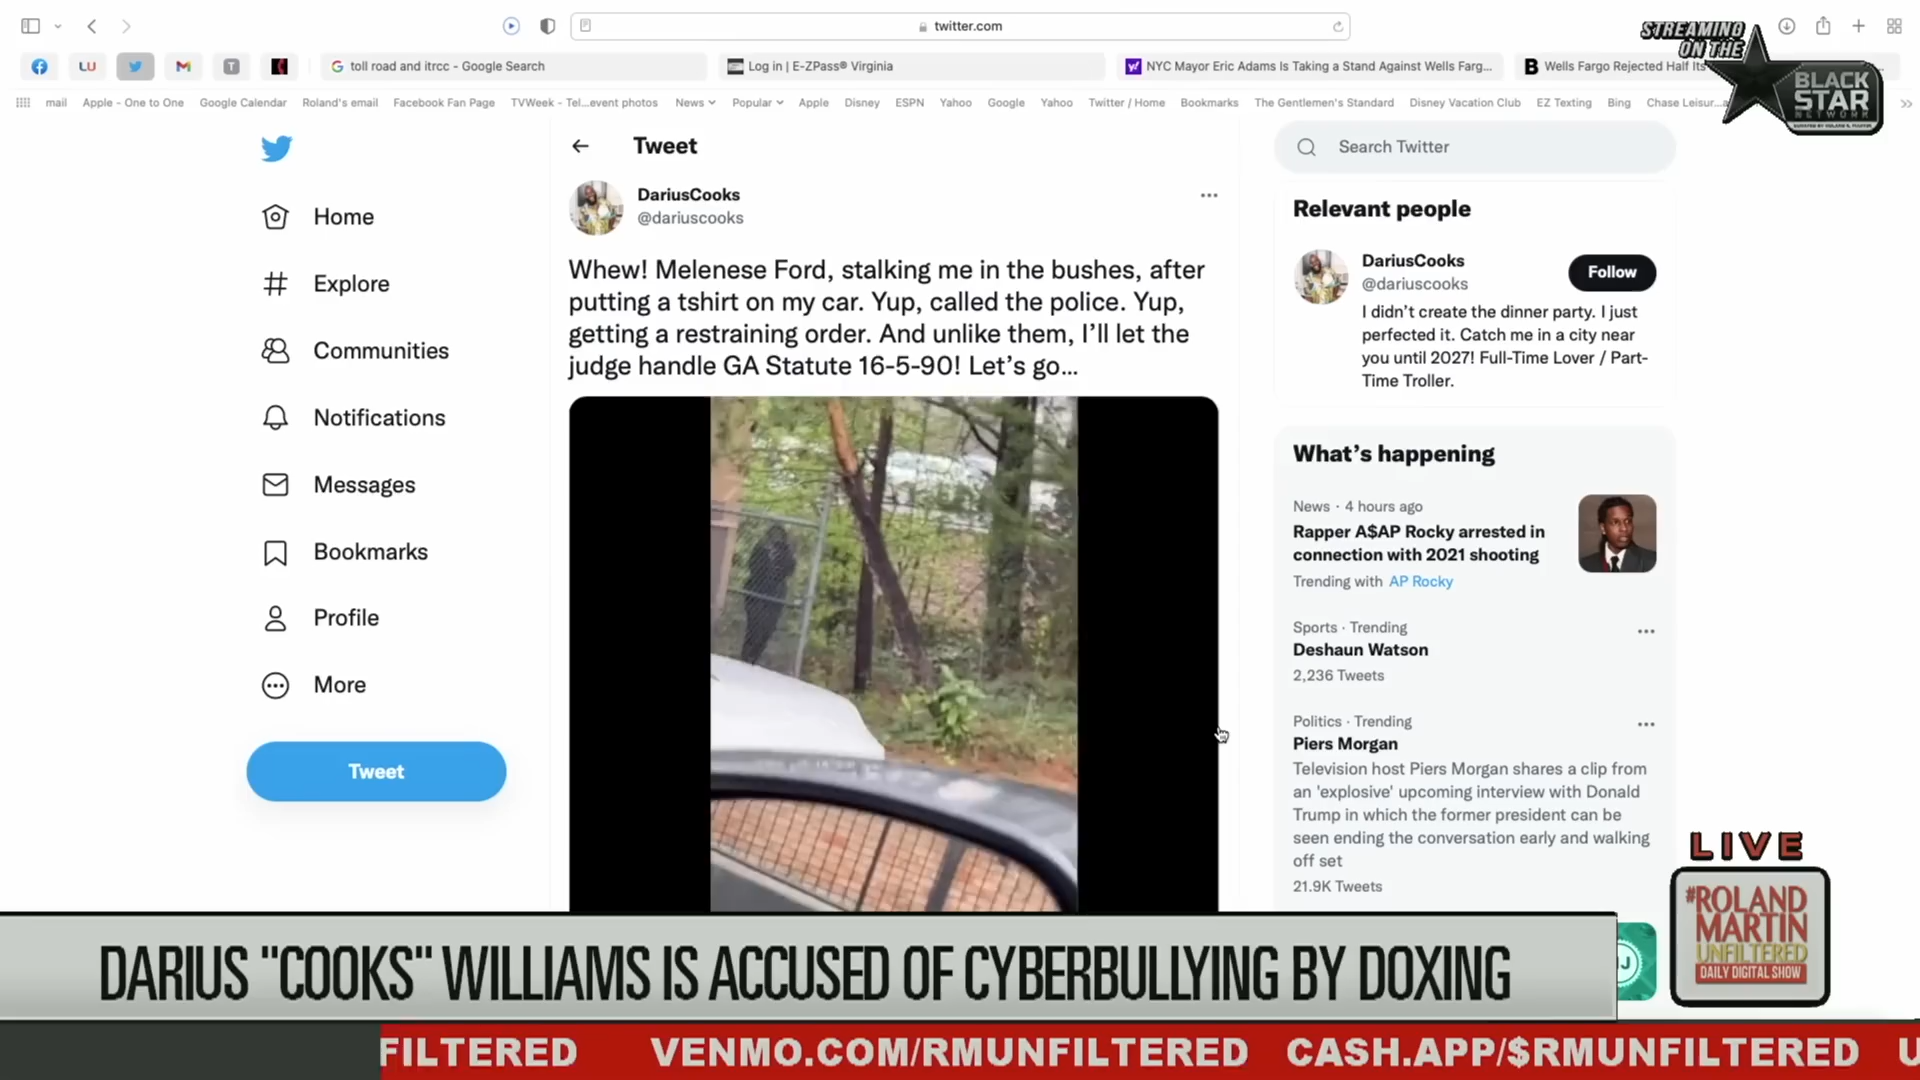 twitter.com
STREAMING
ON THE
BLACK
STAR
NETWORK
LU
T
toll road and itrcc - Google Search
Log in | E-ZPass® Virginia
NYC Mayor Eric Adams Is Taking a Stand Against Wells Farg...
Wells Fargo Rejected Half Its
mail
Apple - One to One
Google Calendar
Roland's email
Facebook Fan Page
TVWeek - Tel...event photos
News
Popular
Apple
Disney
ESPN
Yahoo
Google
Yahoo
Twitter / Home
Bookmarks
The Gentlemen's Standard
Disney Vacation Club
EZ Texting
Bing
Chase Leisur...a
Home
Explore
Communities
Notifications
Messages
Bookmarks
Profile
More
Tweet
Tweet
DariusCooks
@dariuscooks
Whew! Melenese Ford, stalking me in the bushes, after
putting a tshirt on my car. Yup, called the police. Yup,
getting a restraining order. And unlike them, I’ll let the
judge handle GA Statute 16-5-90! Let’s go...
Search Twitter
Relevant people
DariusCooks
@dariuscooks
Follow
I didn’t create the dinner party. I just
perfected it. Catch me in a city near
you until 2027! Full-Time Lover / Part-
Time Troller.
What’s happening
News · 4 hours ago
Rapper A$AP Rocky arrested in
connection with 2021 shooting
Trending with AP Rocky
Sports · Trending
Deshaun Watson
2,236 Tweets
Politics · Trending
Piers Morgan
Television host Piers Morgan shares a clip from
an 'explosive' upcoming interview with Donald
Trump in which the former president can be
seen ending the conversation early and walking
off set
21.9K Tweets
LIVE
#ROLAND
MARTIN
UNFILTERED
DAILY DIGITAL SHOW
DARIUS "COOKS" WILLIAMS IS ACCUSED OF CYBERBULLYING BY DOXING
FILTERED VENMO.COM/RMUNFILTERED CASH.APP/$RMUNFILTERED U